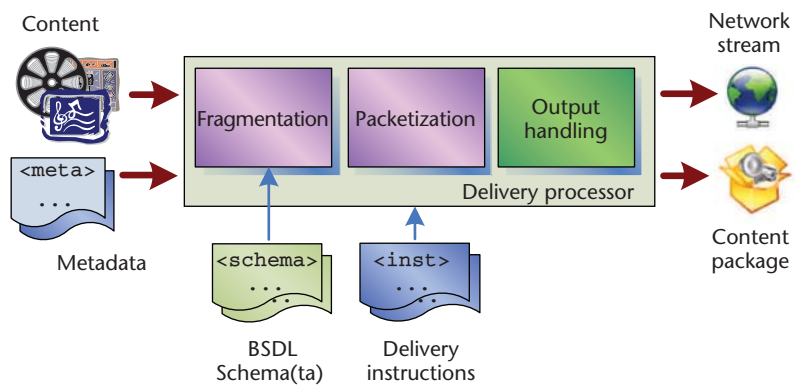 Content
Network
stream
Fragmentation
Packetization
Output
handling
<meta>
...
Delivery processor
Metadata
<schema>
...
..
<inst>
...
..
Content
package
BSDL
Schema(ta)
Delivery
instructions